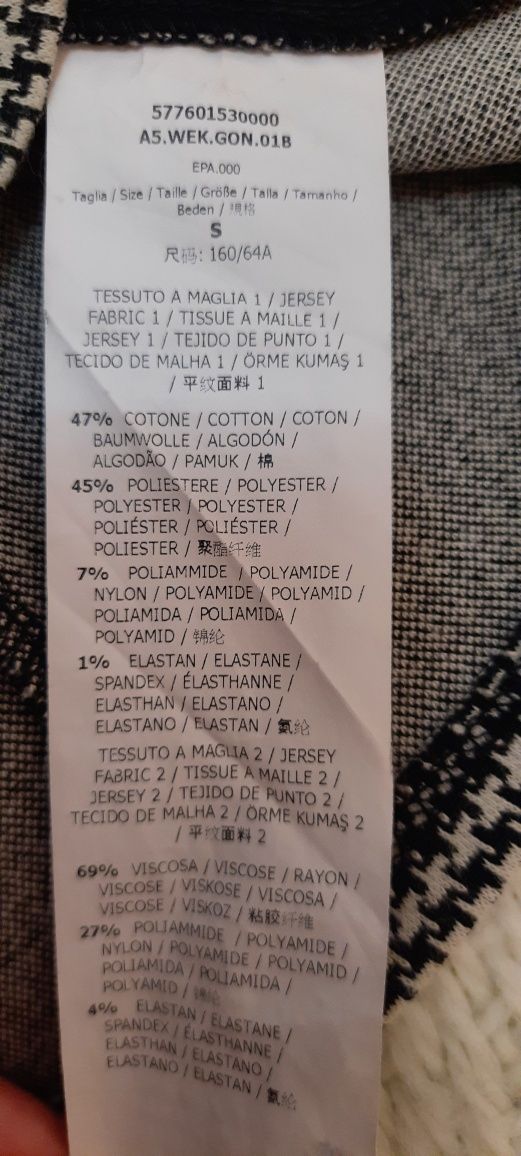 577601530000
A5.WEK.GON.01B
EPA.000
Taglia / Size / Taille / Größe / Talla / Tamanho /
Beden / 規格
S
尺码: 160/64A
TESSUTO A MAGLIA 1 / JERSEY
FABRIC 1 / TISSUE A MAILLE 1 /
JERSEY 1 / TEJIDO DE PUNTO 1 /
TECIDO DE MALHA 1 / ÖRME KUMAŞ 1
/ 平纹面料 1
47% COTONE / COTTON / COTON /
BAUMWOLLE / ALGODÓN /
ALGODÃO / PAMUK / 棉
45% POLIESTERE / POLYESTER /
POLYESTER / POLYESTER /
POLIÉSTER / POLIÉSTER /
POLIESTER / 聚酯纤维
7% POLIAMMIDE / POLYAMIDE /
NYLON / POLYAMIDE / POLYAMID /
POLIAMIDA / POLIAMIDA /
POLYAMID / 锦纶
1% ELASTAN / ELASTANE /
SPANDEX / ÉLASTHANNE /
ELASTHAN / ELASTANO /
ELASTANO / ELASTAN / 氨纶
TESSUTO A MAGLIA 2 / JERSEY
FABRIC 2 / TISSUE A MAILLE 2 /
JERSEY 2 / TEJIDO DE PUNTO 2 /
TECIDO DE MALHA 2 / ÖRME KUMAŞ 2
/ 平纹面料 2
69% VISCOSA / VISCOSE / RAYON /
VISCOSE / VISKOSE / VISCOSA /
VISCOSE / VISKOZ / 粘胶纤维
27% POLIAMMIDE / POLYAMIDE /
NYLON / POLYAMIDE / POLYAMID /
POLIAMIDA / POLIAMIDA /
POLYAMID / 锦纶
4% ELASTAN / ELASTANE /
SPANDEX / ÉLASTHANNE /
ELASTHAN / ELASTANO /
ELASTANO / ELASTAN / 氨纶